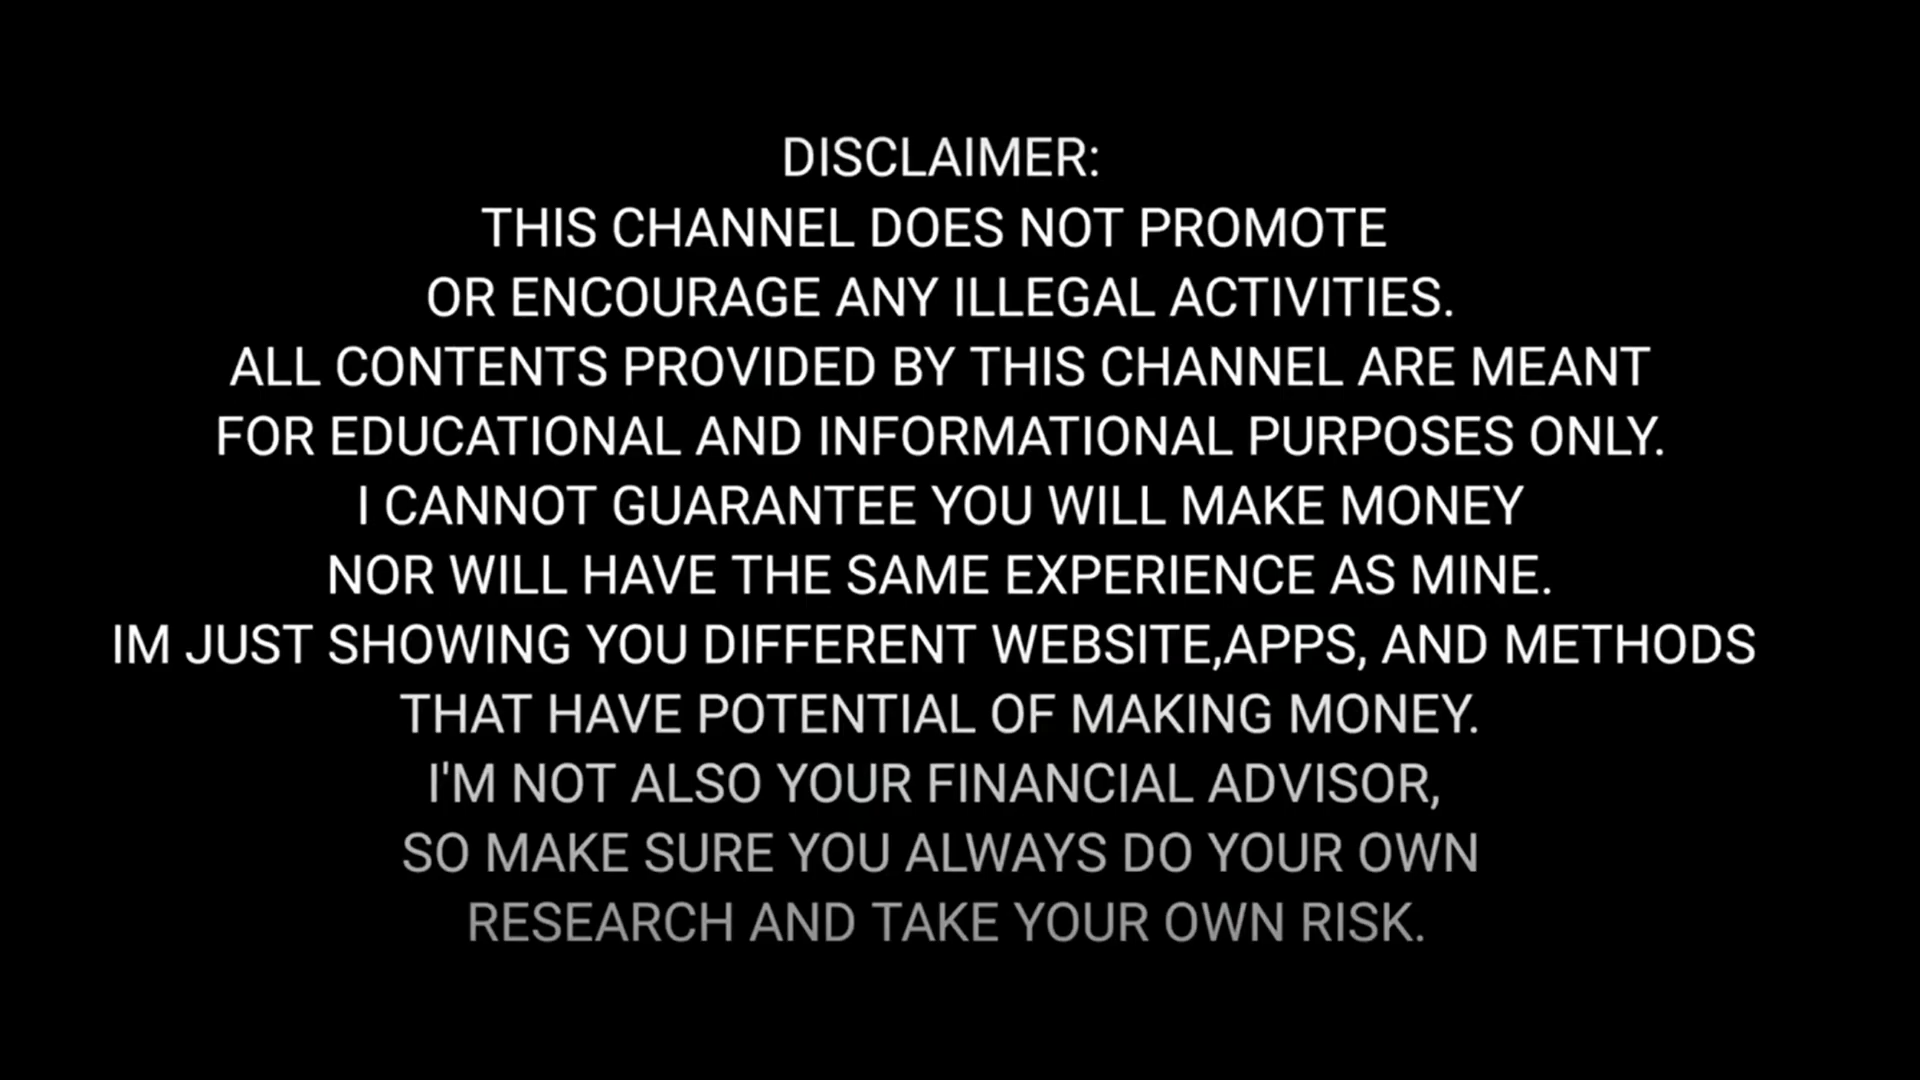 DISCLAIMER:
THIS CHANNEL DOES NOT PROMOTE
OR ENCOURAGE ANY ILLEGAL ACTIVITIES.
ALL CONTENTS PROVIDED BY THIS CHANNEL ARE MEANT
FOR EDUCATIONAL AND INFORMATIONAL PURPOSES ONLY.
I CANNOT GUARANTEE YOU WILL MAKE MONEY
NOR WILL HAVE THE SAME EXPERIENCE AS MINE.
IM JUST SHOWING YOU DIFFERENT WEBSITE,APPS, AND METHODS
THAT HAVE POTENTIAL OF MAKING MONEY.
I'M NOT ALSO YOUR FINANCIAL ADVISOR,
SO MAKE SURE YOU ALWAYS DO YOUR OWN
RESEARCH AND TAKE YOUR OWN RISK.